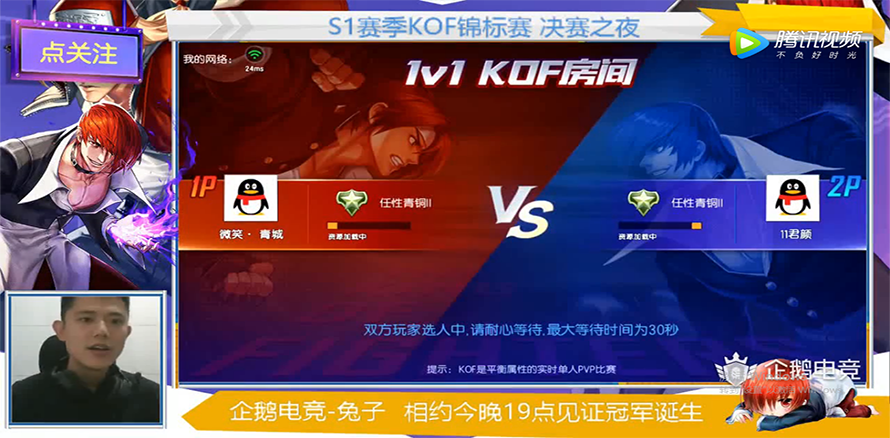 S1赛季KOF锦标赛 决赛之夜
点关注
腾讯视频
不负好时光
我的网络:
24ms
1v1 KOF房间
1P
任性青铜II
VS
任性青铜II
2P
微笑·青城
资源加载中
资源加载中
11君颜
双方玩家选人中,请耐心等待,最大等待时间为30秒
提示:KOF是平衡属性的实时单人PVP比赛
企鹅电竞
企鹅电竞-兔子 相约今晚19点见证冠军诞生